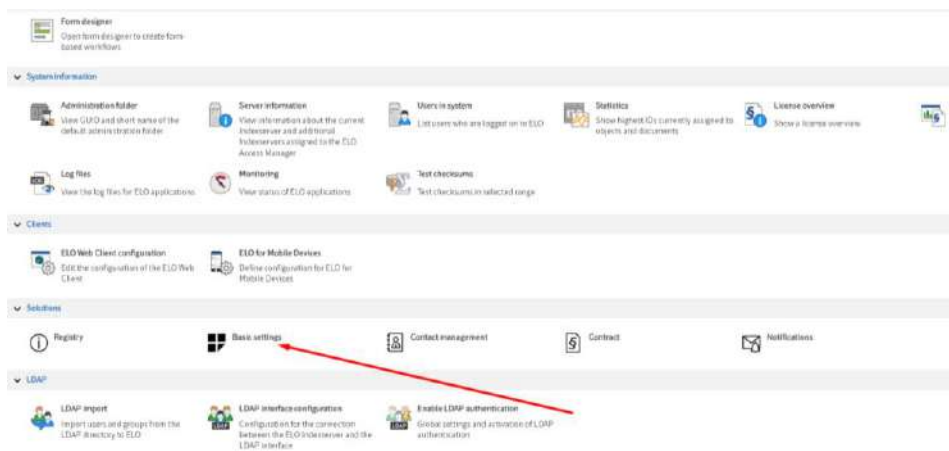 Form designer
Open form designer to create form-
based workflows
System information
Administration folder
View GUID and short name of the
default administration folder
Server information
View information about the current
Indexserver and additional
Indexservers assigned to the ELO
Access Manager
Users in system
List users who are logged on to ELO
Statistics
Show highest IDs currently assigned to
objects and documents
License overview
Show a license overview
Log files
View the log files for ELO applications
Monitoring
View status of ELO applications
Test checksums
Test checksums in selected range
Clients
ELO Web Client configuration
Edit the configuration of the ELO Web
Client
ELO for Mobile Devices
Define configuration for ELO for
Mobile Devices
Solutions
Registry
Basic settings
Contact management
Contract
Notifications
LDAP
LDAP import
Import users and groups from the
LDAP directory to ELO
LDAP interface configuration
Configuration for the connection
between the ELO Indexserver and the
LDAP interface
Enable LDAP authentication
Global settings and activation of LDAP
authentication